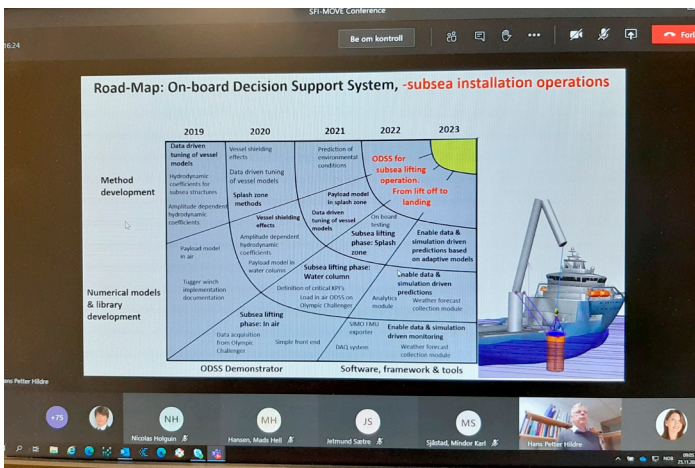 SFI-MOVE Conference
16:24
Be om kontroll
Road-Map: On-board Decision Support System, -subsea installation operations
2019 2020 2021 2022 2023
Method
development
Numerical models
& library
development
Data driven
tuning of vessel
models
Hydrodynamic
coefficients for
subsea structures
Amplitude dependent
hydrodynamic
coefficients
Vessel shielding
effects
Data driven tuning
of vessel models
Splash zone
methods
Prediction of
environmental
conditions
ODSS for
subsea lifting
operation.
From lift off to
landing
Payload model
in splash zone
Vessel shielding
effects
Data driven
tuning of vessel
models
On board
testing
Subsea lifting
phase: Splash
zone
Enable data &
simulation driven
predictions based
on adaptive models
Payload model
in air
Amplitude dependent
hydrodynamic
coefficients
Payload model in
water column
Subsea lifting phase:
Water column
Enable data &
simulation driven
predictions
Tugger winch
implementation
documentation
Definition of critical KPI's
Load in air ODSS on
Olympic Challenger
Analytics
module
Weather forecast
collection module
Subsea lifting
phase: In air
SIMO FMU
exporter
Enable data & simulation
driven monitoring
Data acquisition
from Olympic
Challenger
Simple front end
DAQ system
Weather forecast
collection module
ODSS Demonstrator
Software, framework & tools
Hans Petter Hildre
+75
NH
MH
JS
MS
Nicolas Holguin
Hansen, Mads Hell
Jetmund Sætre
Sjåstad, Mindor Karl
Hans Petter Hildre
NOR
09:05